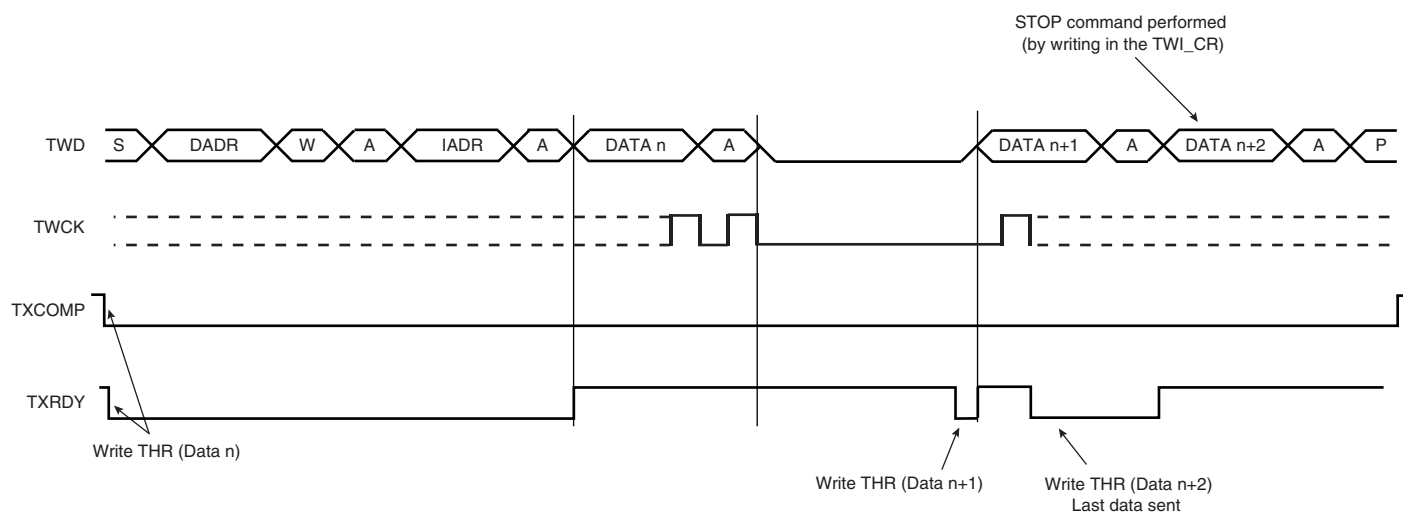 STOP command performed
(by writing in the TWI_CR)
TWD S DADR W A IADR A DATA n A DATA n+1 A DATA n+2 A P
TWCK
TXCOMP
TXRDY
Write THR (Data n)
Write THR (Data n+1) Write THR (Data n+2)
Last data sent